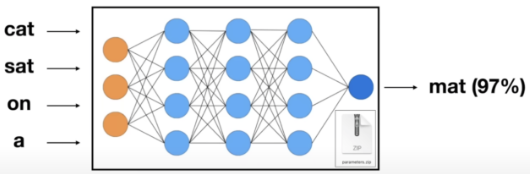 cat
sat
on
a
mat (97%)
ZIP
parameters.zip